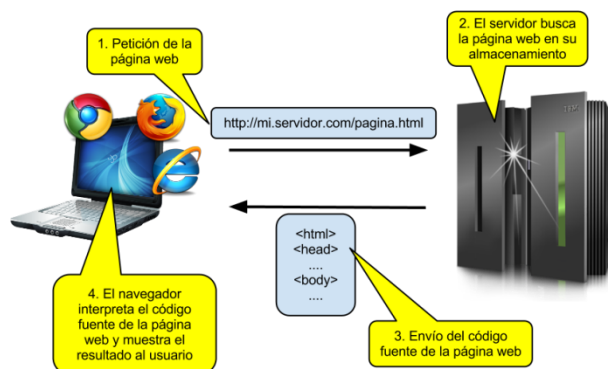 1. Petición de la
página web
2. El servidor busca
la página web en su
almacenamiento
http://mi.servidor.com/pagina.html
<html>
<head>
....
<body>
....
4. El navegador
interpreta el código
fuente de la página
web y muestra el
resultado al usuario
3. Envío del código
fuente de la página web